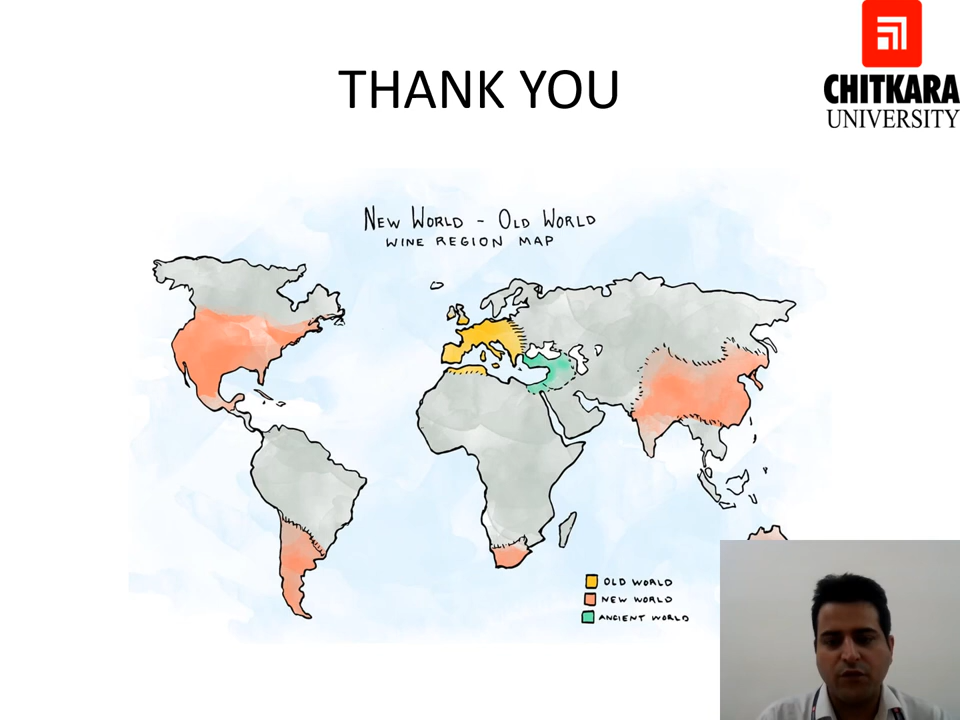 THANK YOU
CHITKARA
UNIVERSITY
NEW WORLD - OLD WORLD
WINE REGION MAP
OLD WORLD
NEW WORLD
ANCIENT WORLD